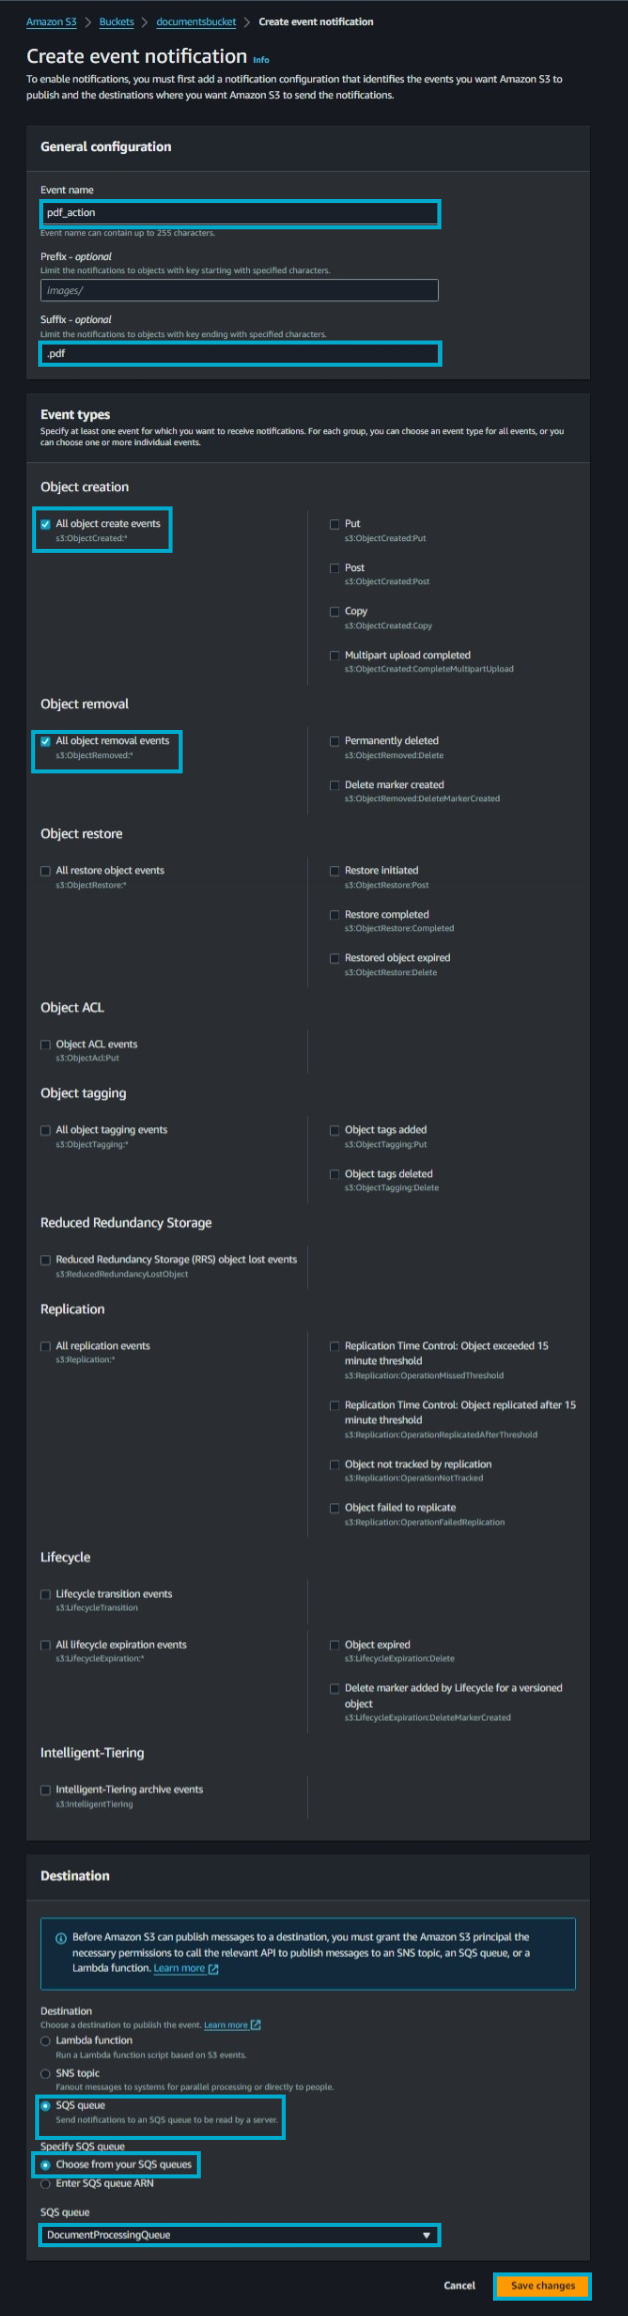 Amazon S3 > Buckets > documentsbucket > Create event notification
Create event notification Info
To enable notifications, you must first add a notification configuration that identifies the events you want Amazon S3 to
publish and the destinations where you want Amazon S3 to send the notifications.
General configuration
Event name
pdf_action
Event name can contain up to 255 characters.
Prefix - optional
Limit the notifications to objects with key starting with specified characters.
images/
Suffix - optional
Limit the notifications to objects with key ending with specified characters.
.pdf
Event types
Specify at least one event for which you want to receive notifications. For each group, you can choose an event type for all events, or you
can choose one or more individual events.
Object creation
All object create events
s3:ObjectCreated:*
Put
s3:ObjectCreated:Put
Post
s3:ObjectCreated:Post
Copy
s3:ObjectCreated:Copy
Multipart upload completed
s3:ObjectCreated:CompleteMultipartUpload
Object removal
All object removal events
s3:ObjectRemoved:*
Permanently deleted
s3:ObjectRemoved:Delete
Delete marker created
s3:ObjectRemoved:DeleteMarkerCreated
Object restore
All restore object events
s3:ObjectRestore:*
Restore initiated
s3:ObjectRestore:Post
Restore completed
s3:ObjectRestore:Completed
Restored object expired
s3:ObjectRestore:Delete
Object ACL
Object ACL events
s3:ObjectAcl:Put
Object tagging
All object tagging events
s3:ObjectTagging:*
Object tags added
s3:ObjectTagging:Put
Object tags deleted
s3:ObjectTagging:Delete
Reduced Redundancy Storage
Reduced Redundancy Storage (RRS) object lost events
s3:ReducedRedundancyLostObject
Replication
All replication events
s3:Replication:*
Replication Time Control: Object exceeded 15
minute threshold
s3:Replication:OperationMissedThreshold
Replication Time Control: Object replicated after 15
minute threshold
s3:Replication:OperationReplicatedAfterThreshold
Object not tracked by replication
s3:Replication:OperationNotTracked
Object failed to replicate
s3:Replication:OperationFailedReplication
Lifecycle
Lifecycle transition events
s3:LifecycleTransition
All lifecycle expiration events
s3:LifecycleExpiration:*
Object expired
s3:LifecycleExpiration:Delete
Delete marker added by Lifecycle for a versioned
object
s3:LifecycleExpiration:DeleteMarkerCreated
Intelligent-Tiering
Intelligent-Tiering archive events
s3:IntelligentTiering
Destination
Before Amazon S3 can publish messages to a destination, you must grant the Amazon S3 principal the
necessary permissions to call the relevant API to publish messages to an SNS topic, an SQS queue, or a
Lambda function. Learn more
Destination
Choose a destination to publish the event. Learn more
Lambda function
Run a Lambda function script based on S3 events.
SNS topic
Fanout messages to systems for parallel processing or directly to people.
SQS queue
Send notifications to an SQS queue to be read by a server.
Specify SQS queue
Choose from your SQS queues
Enter SQS queue ARN
SQS queue
DocumentProcessingQueue
Cancel Save changes